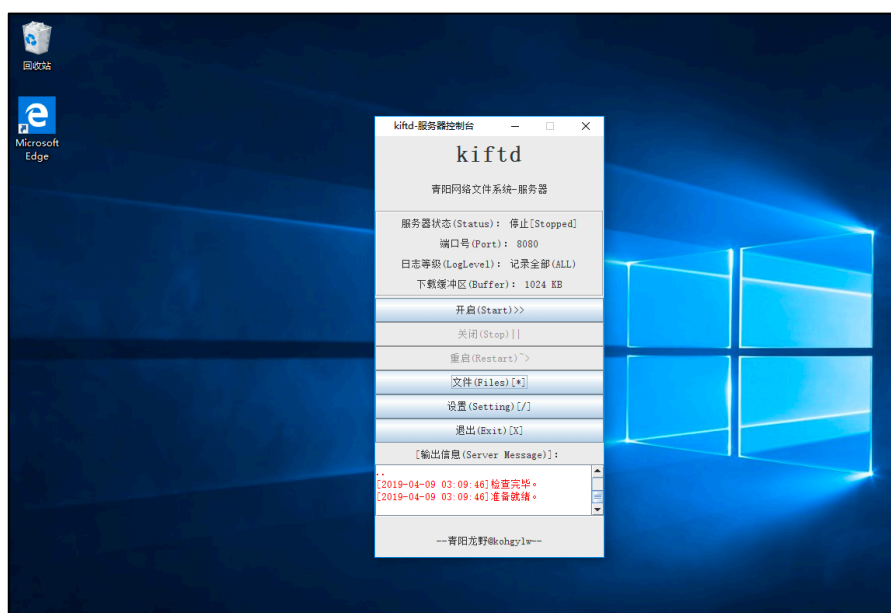 回收站
Microsoft
Edge
kiftd-服务器控制台
kiftd
青阳网络文件系统-服务器
服务器状态(Status): 停止[Stopped]
端口号(Port): 8080
日志等级(LogLevel): 记录全部(ALL)
下载缓冲区(Buffer): 1024 KB
开启(Start)>>
关闭(Stop)||
重启(Restart)~>
文件(Files)[*]
设置(Setting)[/]
退出(Exit)[X]
[输出信息(Server Message)]:
..
[2019-04-09 03:09:46]检查完毕。
[2019-04-09 03:09:46]准备就绪。
--青阳龙野@kohgylw--